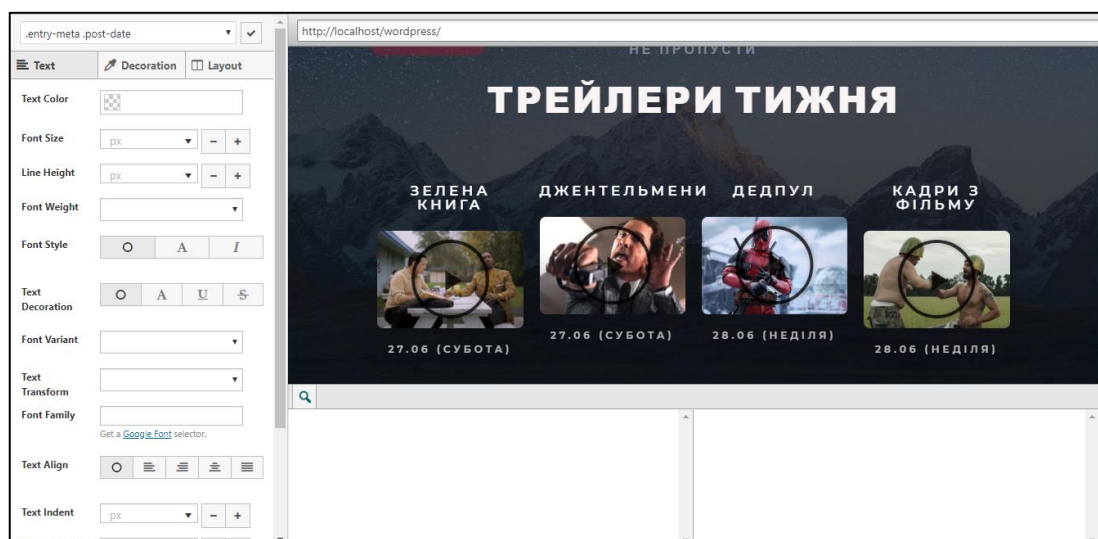 .entry-meta .post-date
http://localhost/wordpress/
Text
Decoration
Layout
Text Color
Font Size
px
Line Height
px
Font Weight
Font Style
O A I
Text
Decoration
O A U S
Font Variant
Text
Transform
Font Family
Get a Google Font selector.
Text Align
O
Text Indent
px
НЕ ПРОПУСТИ
ТРЕЙЛЕРИ ТИЖНЯ
ЗЕЛЕНА
КНИГА
27.06 (СУБОТА)
ДЖЕНТЕЛЬМЕНИ
27.06 (СУБОТА)
ДЕДПУЛ
28.06 (НЕДІЛЯ)
КАДРИ З
ФІЛЬМУ
28.06 (НЕДІЛЯ)